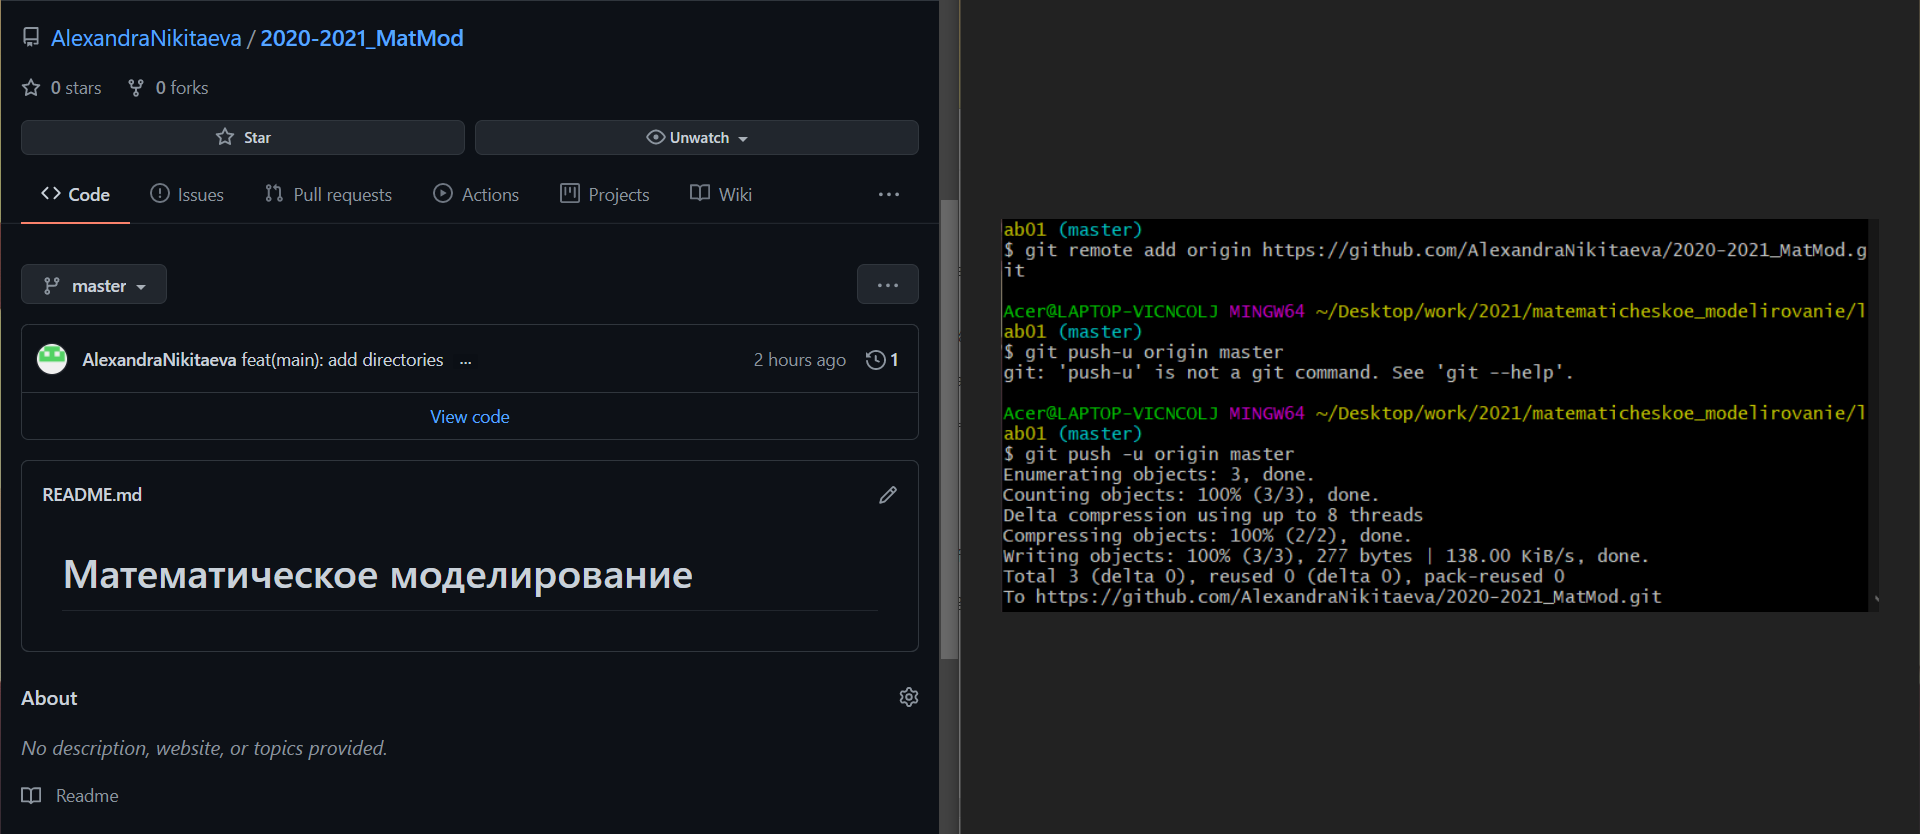 AlexandraNikitaeva / 2020-2021_MatMod
0 stars 0 forks
Star Unwatch
Code Issues Pull requests Actions Projects Wiki ...
master ...
AlexandraNikitaeva feat(main): add directories ... 2 hours ago 1
View code
README.md
Математическое моделирование
About
No description, website, or topics provided.
Readme
ab01 (master)
$ git remote add origin https://github.com/AlexandraNikitaeva/2020-2021_MatMod.g
it
Acer@LAPTOP-VICNCOLJ MINGW64 ~/Desktop/work/2021/matematicheskoe_modelirovanie/l
ab01 (master)
$ git push-u origin master
git: 'push-u' is not a git command. See 'git --help'.
Acer@LAPTOP-VICNCOLJ MINGW64 ~/Desktop/work/2021/matematicheskoe_modelirovanie/l
ab01 (master)
$ git push -u origin master
Enumerating objects: 3, done.
Counting objects: 100% (3/3), done.
Delta compression using up to 8 threads
Compressing objects: 100% (2/2), done.
Writing objects: 100% (3/3), 277 bytes | 138.00 KiB/s, done.
Total 3 (delta 0), reused 0 (delta 0), pack-reused 0
To https://github.com/AlexandraNikitaeva/2020-2021_MatMod.git